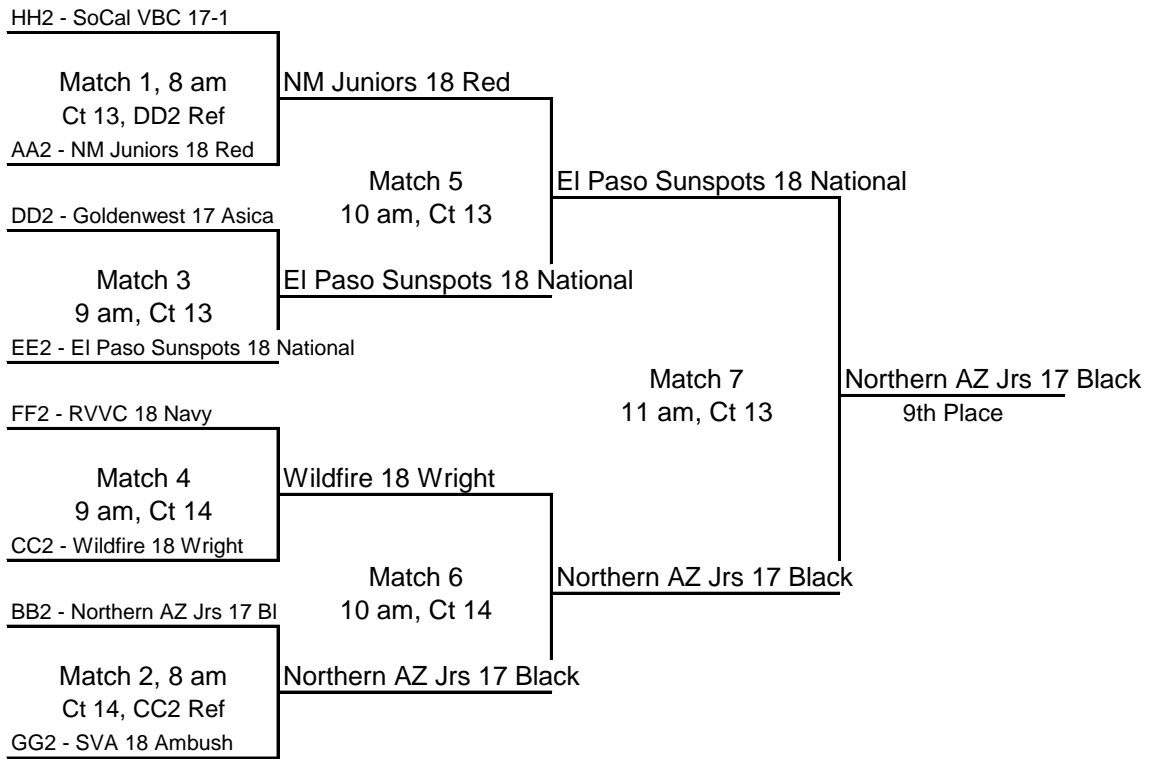 HH2 - SoCal VBC 17-1
Match 1, 8 am
Ct 13, DD2 Ref
AA2 - NM Juniors 18 Red
NM Juniors 18 Red
DD2 - Goldenwest 17 Asica
Match 3
9 am, Ct 13
EE2 - El Paso Sunspots 18 National
El Paso Sunspots 18 National
Match 5
10 am, Ct 13
El Paso Sunspots 18 National
FF2 - RVVC 18 Navy
Match 4
9 am, Ct 14
CC2 - Wildfire 18 Wright
Wildfire 18 Wright
BB2 - Northern AZ Jrs 17 Bl
Match 2, 8 am
Ct 14, CC2 Ref
GG2 - SVA 18 Ambush
Northern AZ Jrs 17 Black
Match 6
10 am, Ct 14
Northern AZ Jrs 17 Black
Match 7
11 am, Ct 13
Northern AZ Jrs 17 Black
9th Place